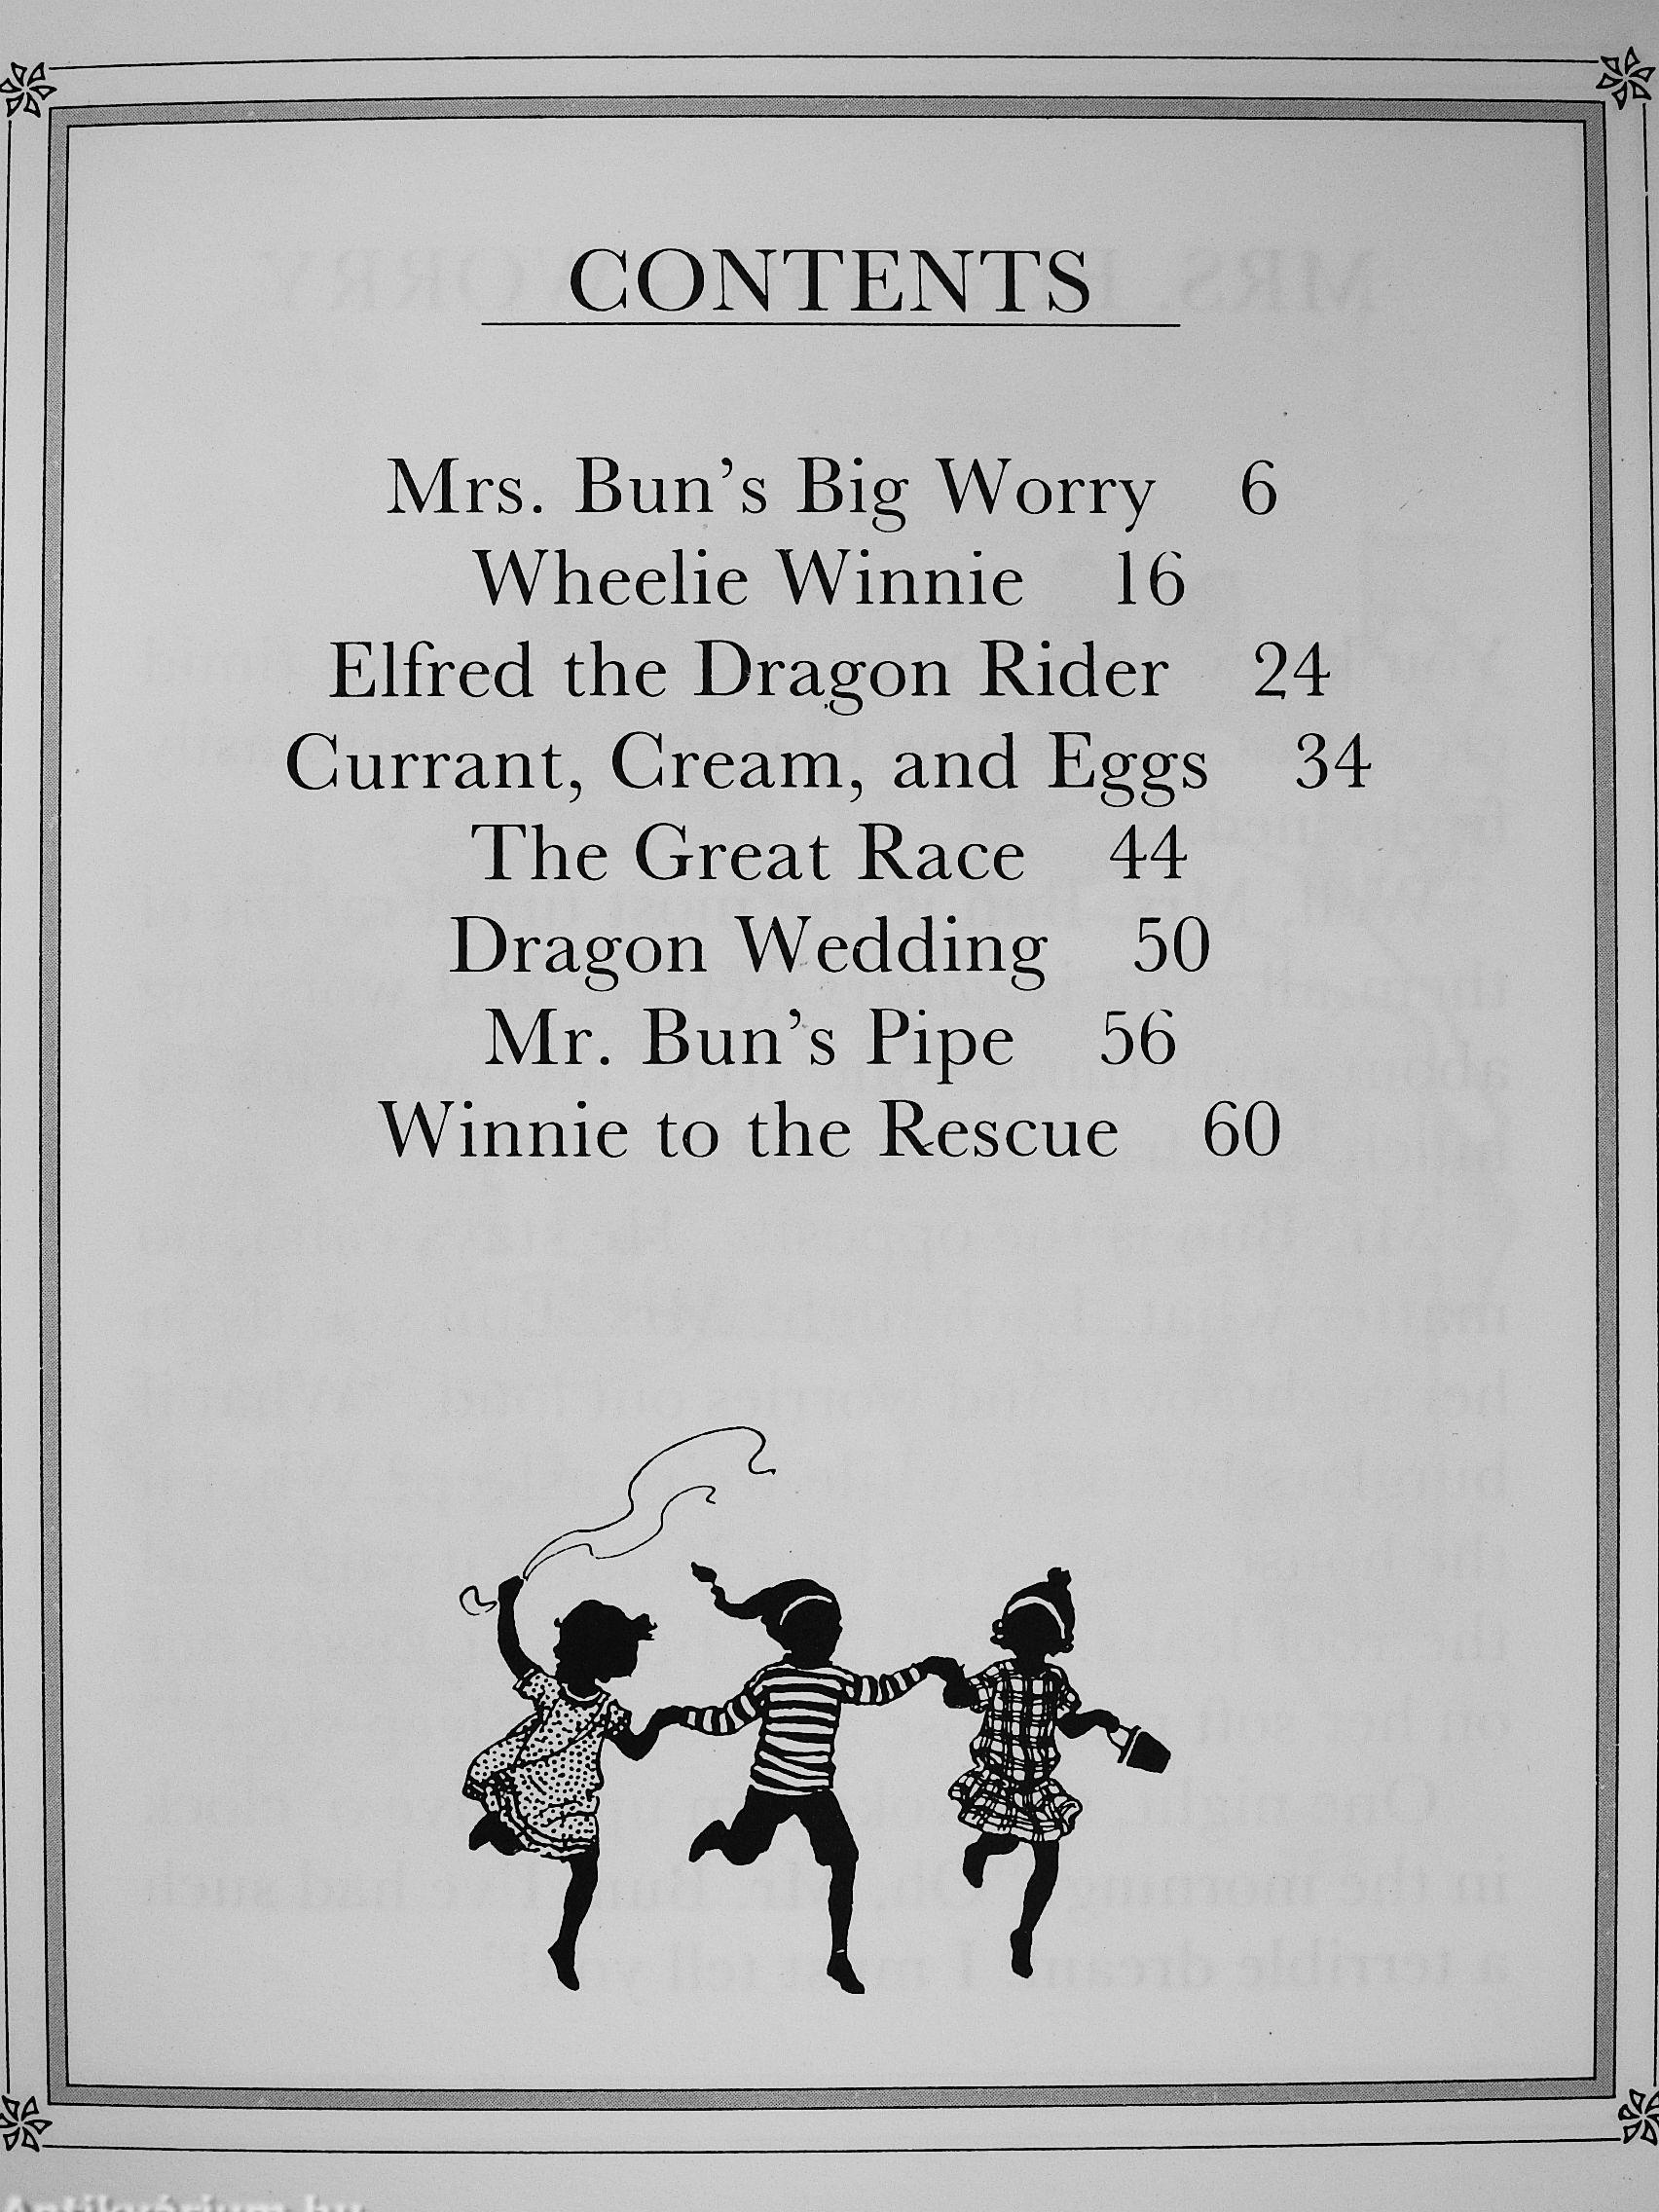 CONTENTS
Mrs. Bun's Big Worry 6
Wheelie Winnie 16
Elfred the Dragon Rider 24
Currant, Cream, and Eggs 34
The Great Race 44
Dragon Wedding 50
Mr. Bun's Pipe 56
Winnie to the Rescue 60